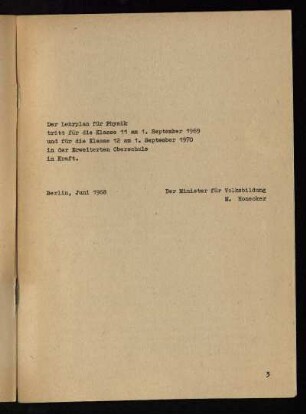 Der Lehrplan für Physik
tritt für die Klasse 11 am 1. September 1969
und für die Klasse 12 am 1. September 1970
in der Erweiterten Oberschule
in Kraft.
Berlin, Juni 1968 Der Minister für Volksbildung
M. Honecker
3